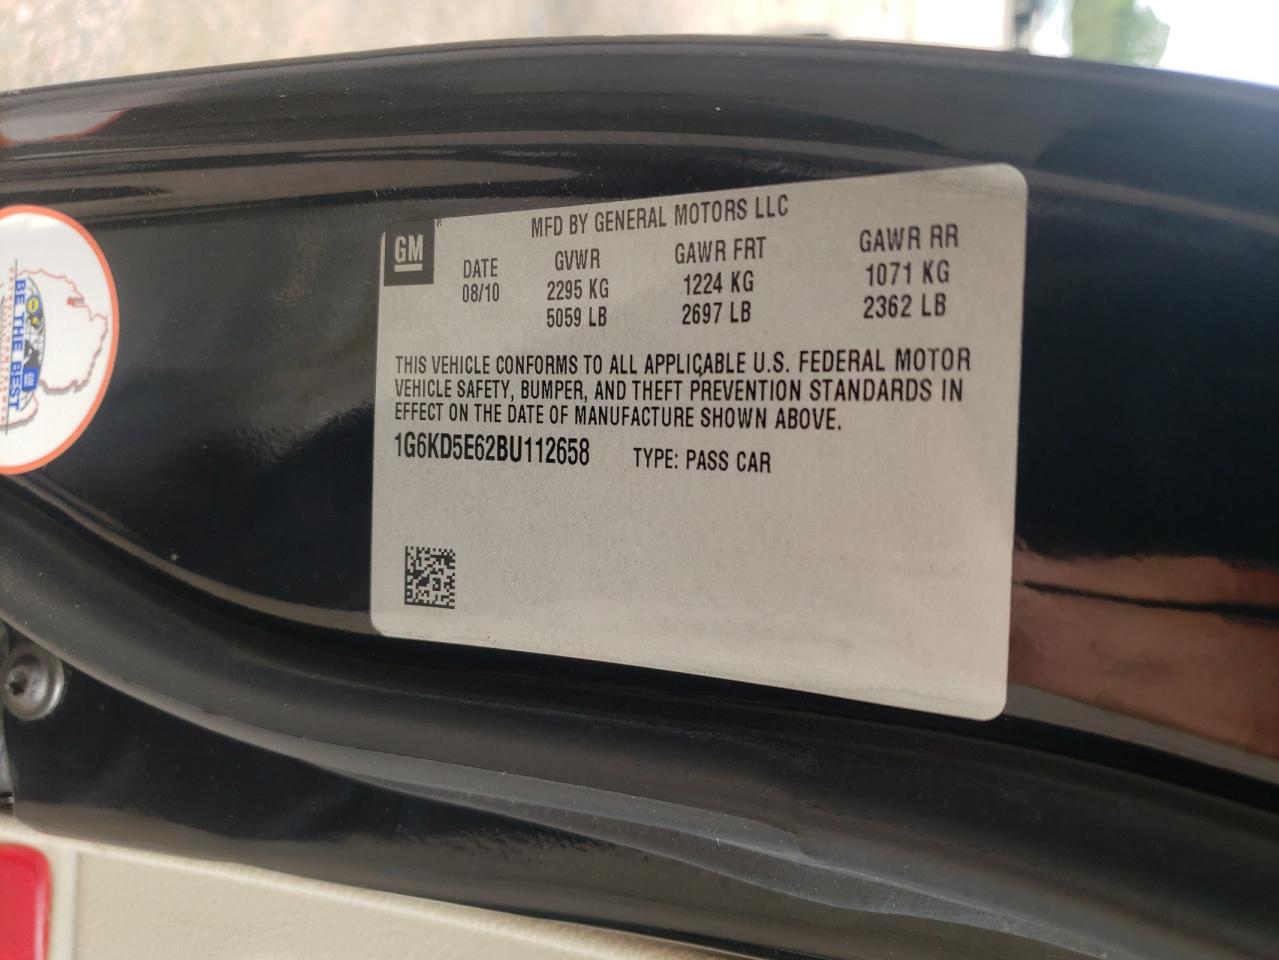 MFD BY GENERAL MOTORS LLC
GM
DATE GVWR GAWR FRT GAWR RR
08/10 2295 KG 1224 KG 1071 KG
5059 LB 2697 LB 2362 LB
THIS VEHICLE CONFORMS TO ALL APPLICABLE U.S. FEDERAL MOTOR
VEHICLE SAFETY, BUMPER, AND THEFT PREVENTION STANDARDS IN
EFFECT ON THE DATE OF MANUFACTURE SHOWN ABOVE.
1G6KD5E62BU112658 TYPE: PASS CAR
BE THE BEST
GM